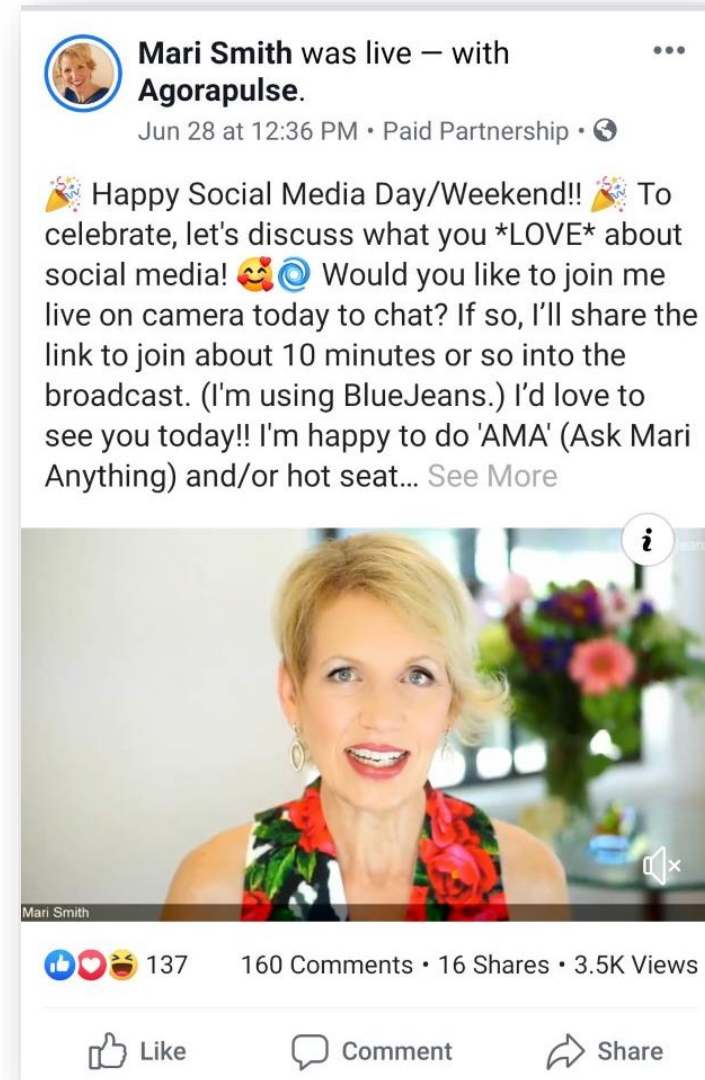 Mari Smith was live — with
Agorapulse.
Jun 28 at 12:36 PM • Paid Partnership •
🎉 Happy Social Media Day/Weekend!! 🎉 To
celebrate, let's discuss what you *LOVE* about
social media! 🥰🌀 Would you like to join me
live on camera today to chat? If so, I’ll share the
link to join about 10 minutes or so into the
broadcast. (I'm using BlueJeans.) I’d love to
see you today!! I'm happy to do 'AMA' (Ask Mari
Anything) and/or hot seat... See More
i
Mari Smith
137 160 Comments • 16 Shares • 3.5K Views
Like Comment Share